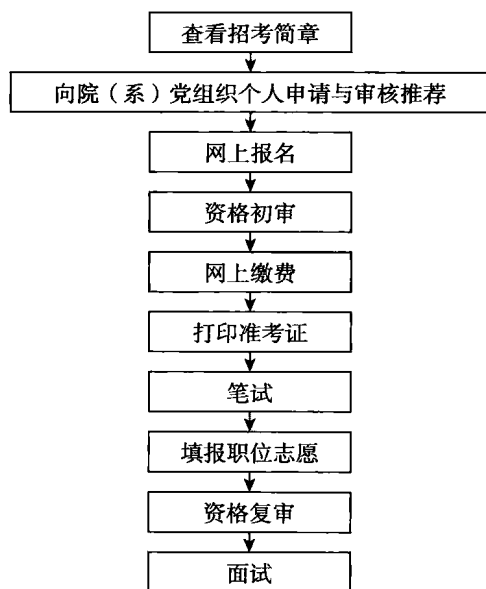 查看招考简章
向院（系）党组织个人申请与审核推荐
网上报名
资格初审
网上缴费
打印准考证
笔试
填报职位志愿
资格复审
面试